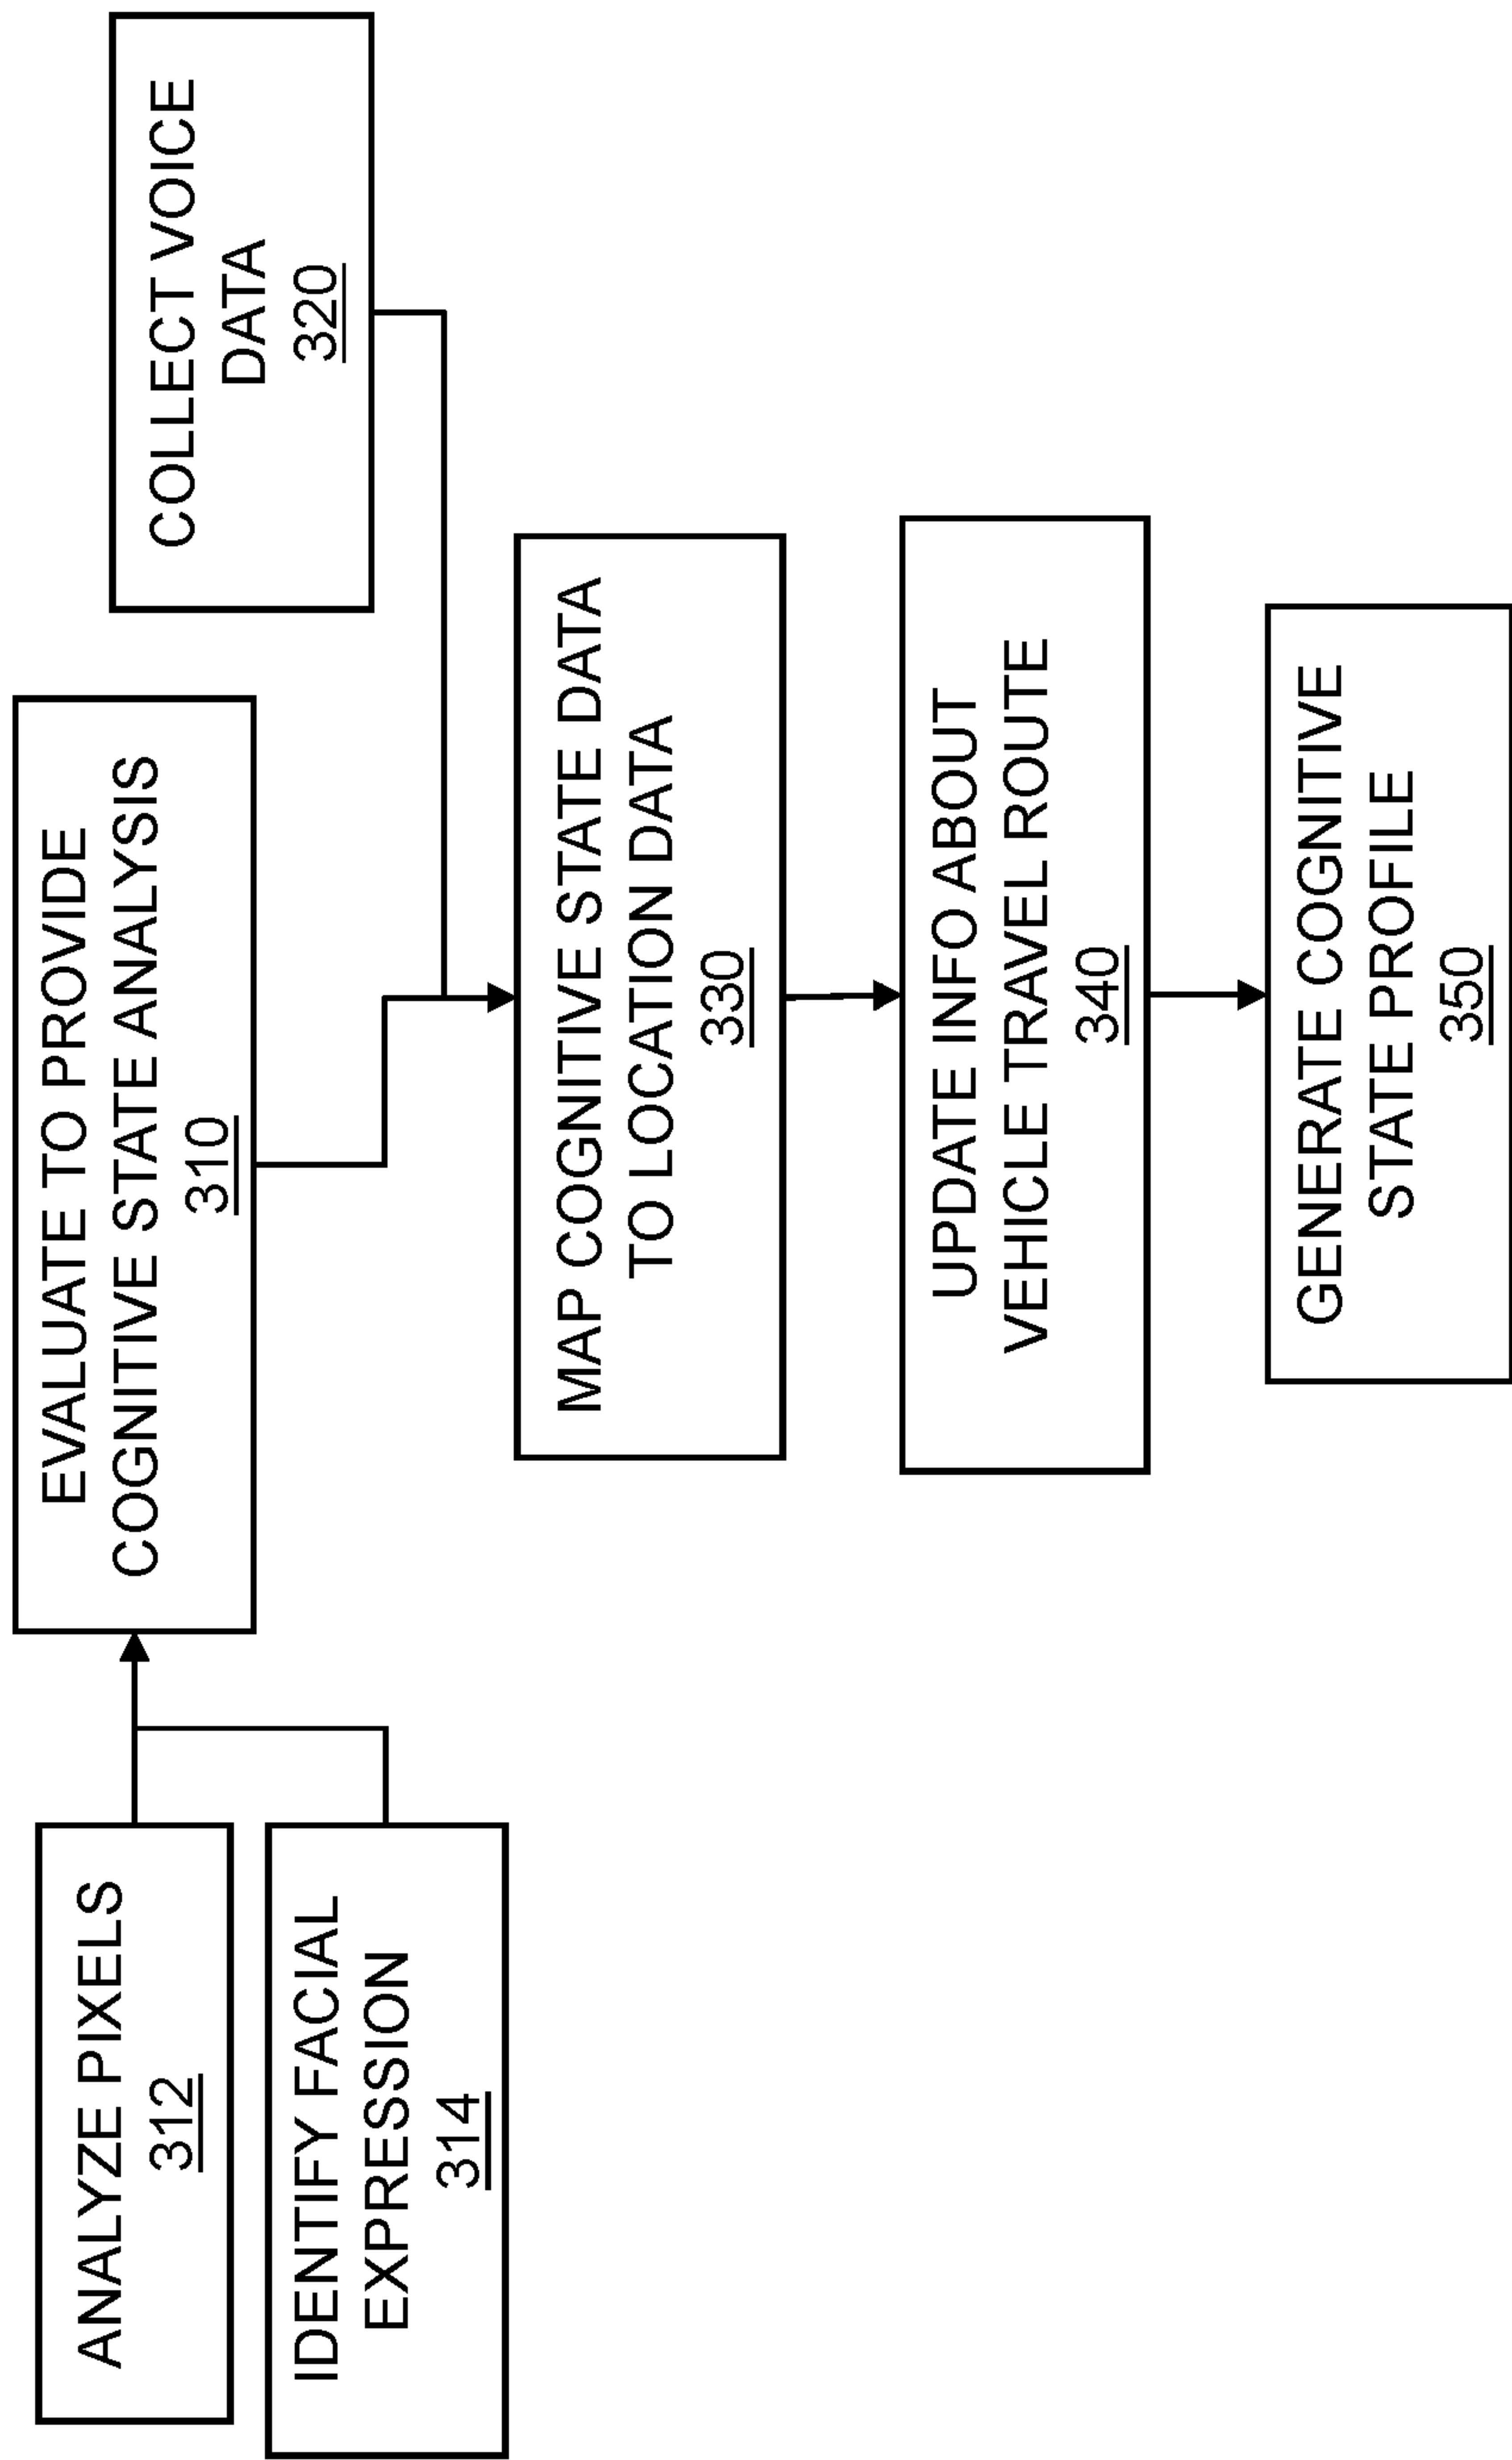 ANALYZE PIXELS
312
IDENTIFY FACIAL
EXPRESSION
314
EVALUATE TO PROVIDE
COGNITIVE STATE ANALYSIS
310
COLLECT VOICE
DATA
320
MAP COGNITIVE STATE DATA
TO LOCATION DATA
330
UPDATE INFO ABOUT
VEHICLE TRAVEL ROUTE
340
GENERATE COGNITIVE
STATE PROFILE
350